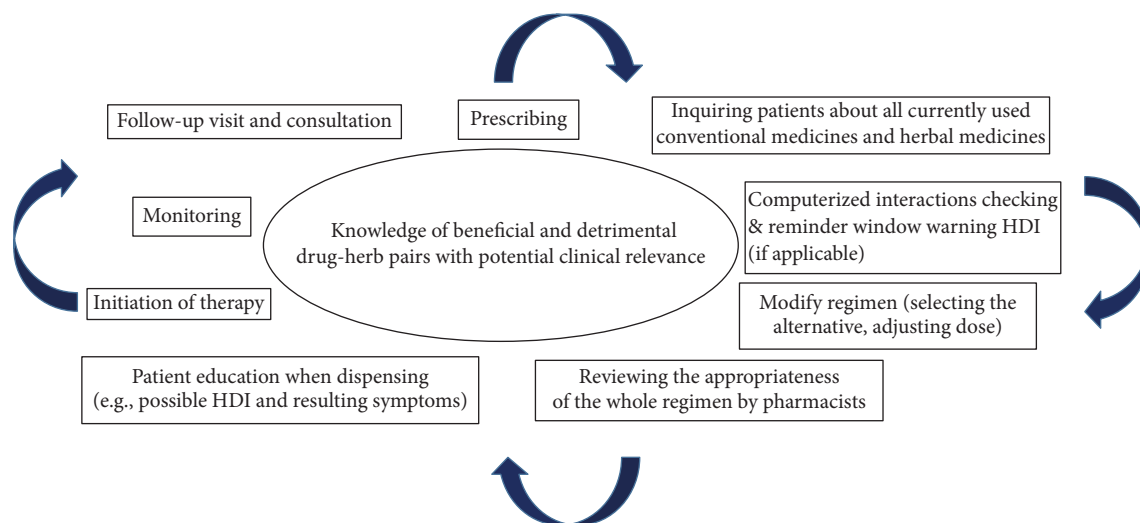 Prescribing
Inquiring patients about all currently used
conventional medicines and herbal medicines
Computerized interactions checking
& reminder window warning HDI
(if applicable)
Modify regimen (selecting the
alternative, adjusting dose)
Reviewing the appropriateness
of the whole regimen by pharmacists
Patient education when dispensing
(e.g., possible HDI and resulting symptoms)
Initiation of therapy
Monitoring
Follow-up visit and consultation
Knowledge of beneficial and detrimental
drug-herb pairs with potential clinical relevance